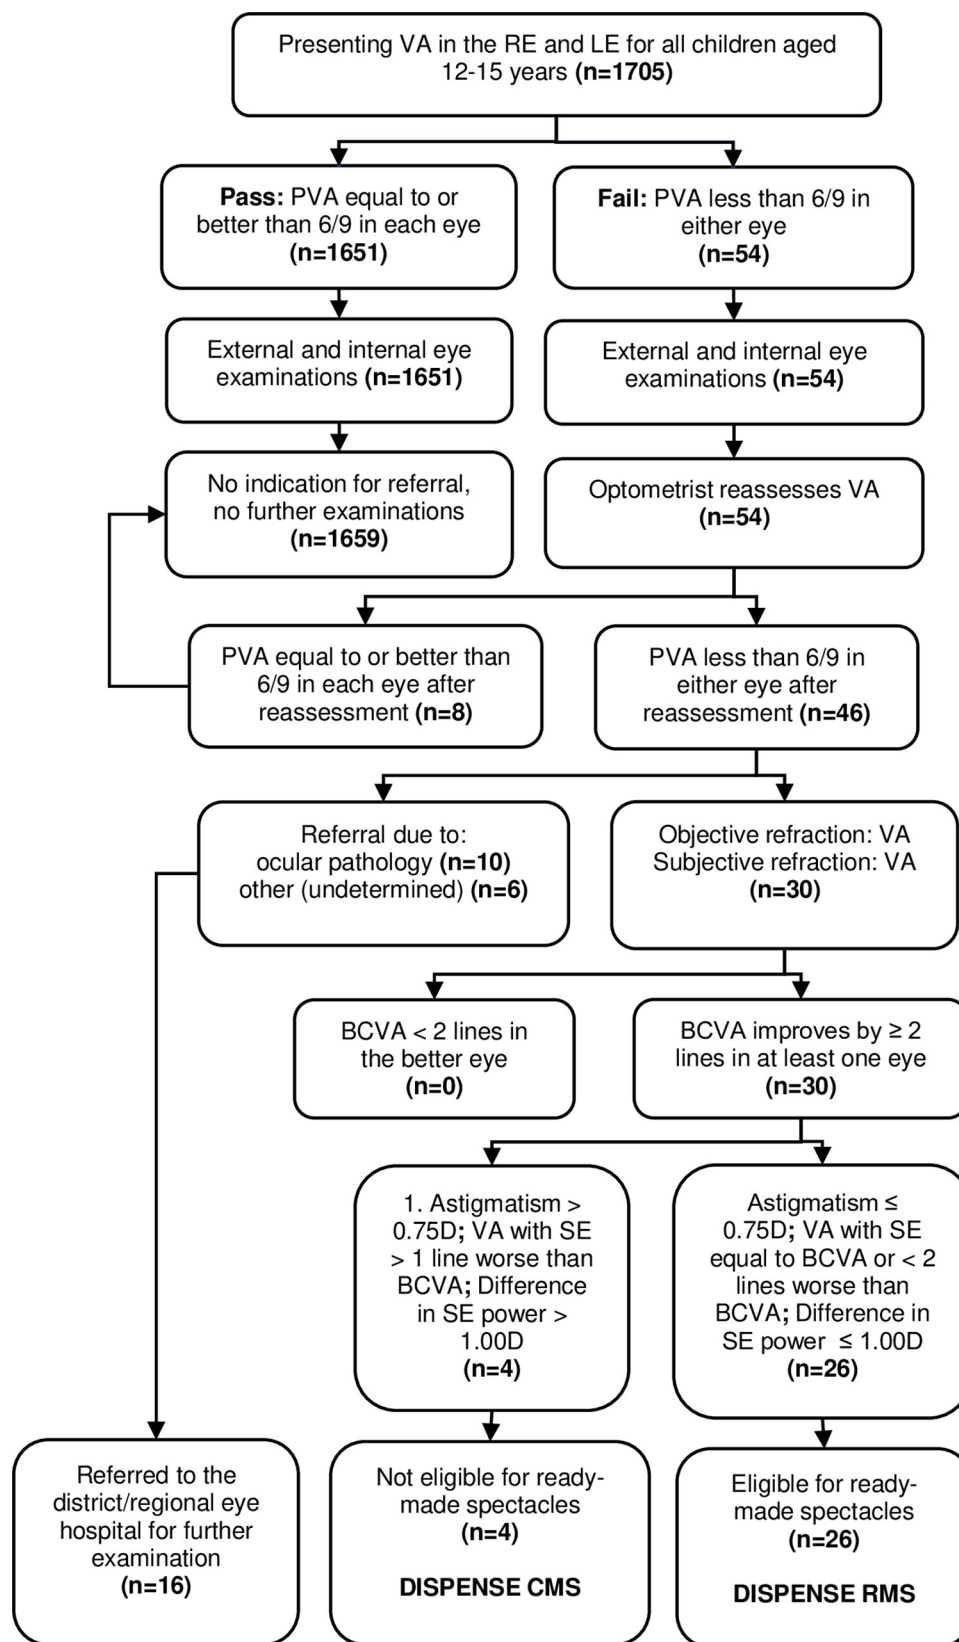 Presenting VA in the RE and LE for all children aged
12-15 years (n=1705)
Pass: PVA equal to or
better than 6/9 in each eye
(n=1651)
Fail: PVA less than 6/9 in
either eye
(n=54)
External and internal eye
examinations (n=1651)
External and internal eye
examinations (n=54)
No indication for referral,
no further examinations
(n=1659)
Optometrist reassesses VA
(n=54)
PVA equal to or better than
6/9 in each eye after
reassessment (n=8)
PVA less than 6/9 in
either eye after
reassessment (n=46)
Referral due to:
ocular pathology (n=10)
other (undetermined) (n=6)
Objective refraction: VA
Subjective refraction: VA
(n=30)
BCVA < 2 lines in
the better eye
(n=0)
BCVA improves by ≥ 2
lines in at least one eye
(n=30)
1. Astigmatism >
0.75D; VA with SE
> 1 line worse than
BCVA; Difference
in SE power >
1.00D
(n=4)
Astigmatism ≤
0.75D; VA with SE
equal to BCVA or < 2
lines worse than
BCVA; Difference in
SE power ≤ 1.00D
(n=26)
Referred to the
district/regional eye
hospital for further
examination
(n=16)
Not eligible for ready-
made spectacles
(n=4)
DISPENSE CMS
Eligible for ready-
made spectacles
(n=26)
DISPENSE RMS